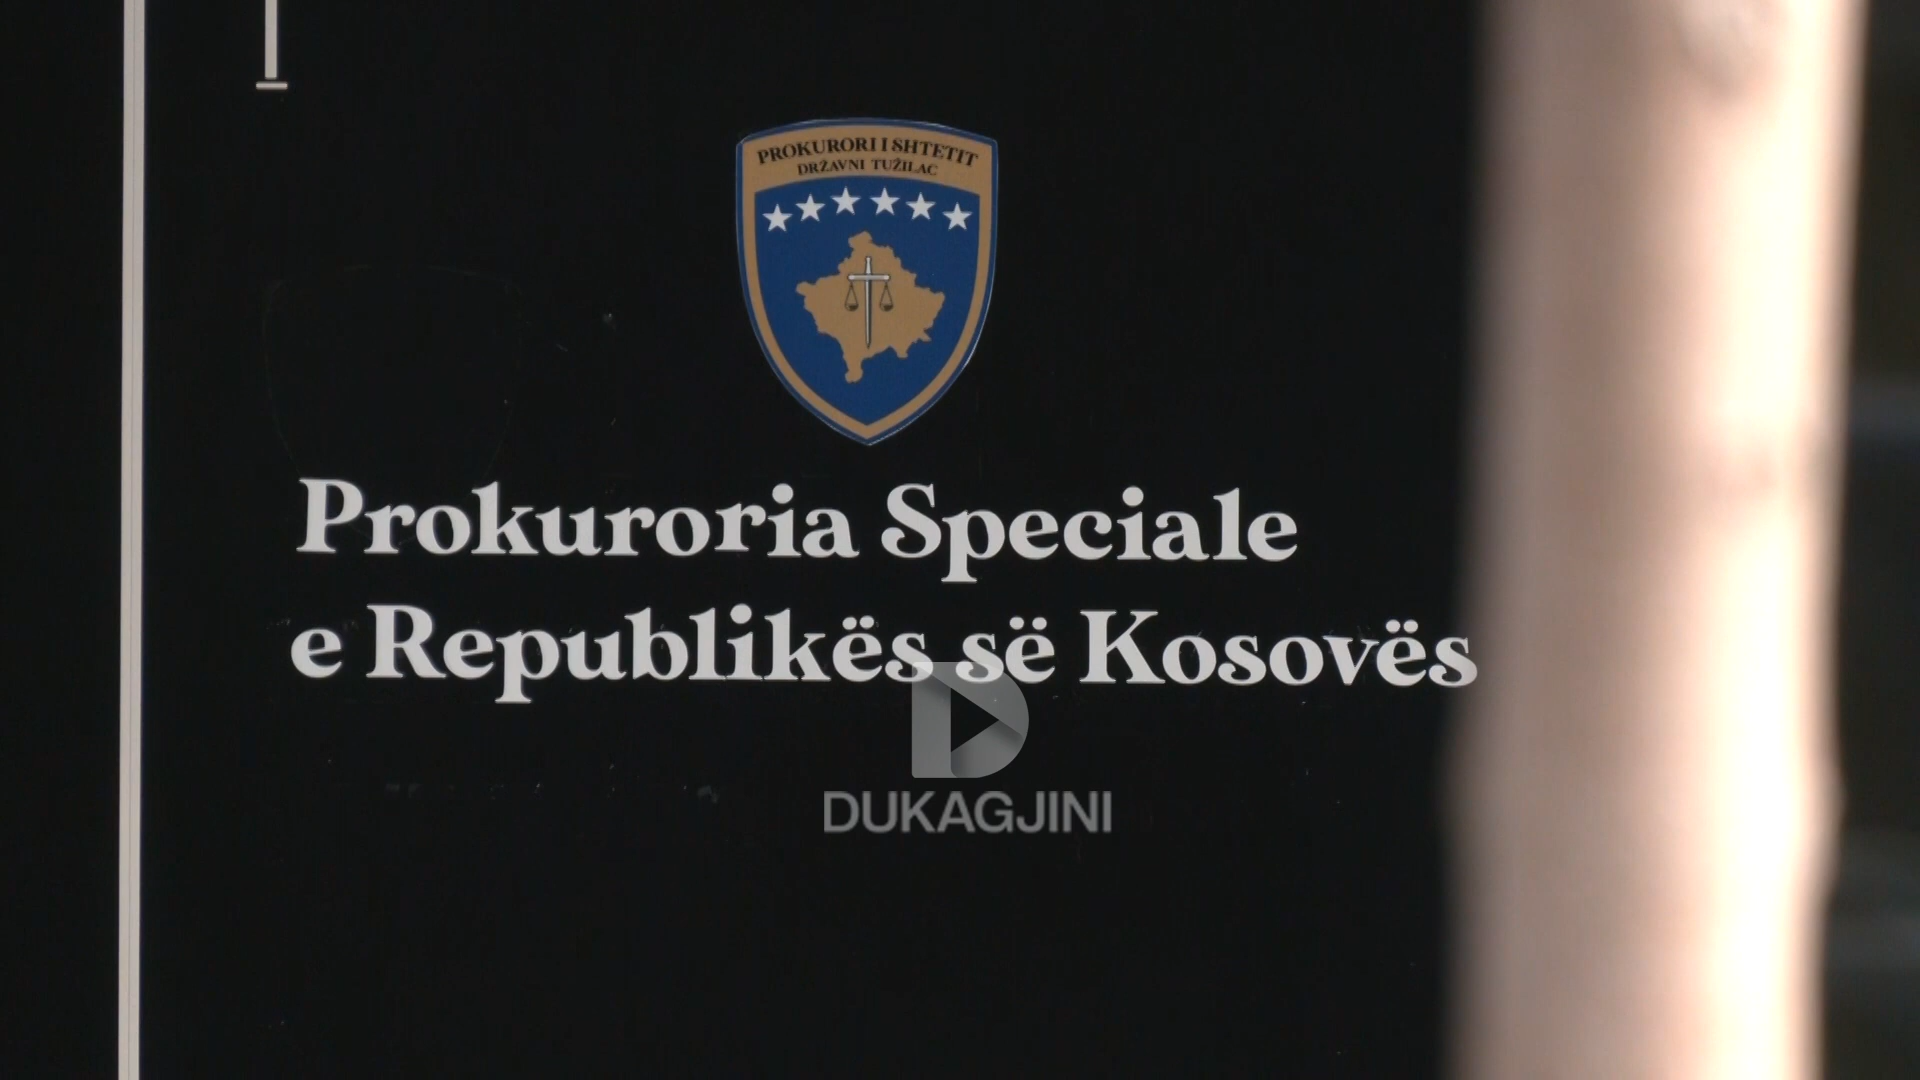 PROKURORI I SHTETIT
DRŽAVNI TUŽILAC
Prokuroria Speciale
e Republikës së Kosovës
DUKAGJINI